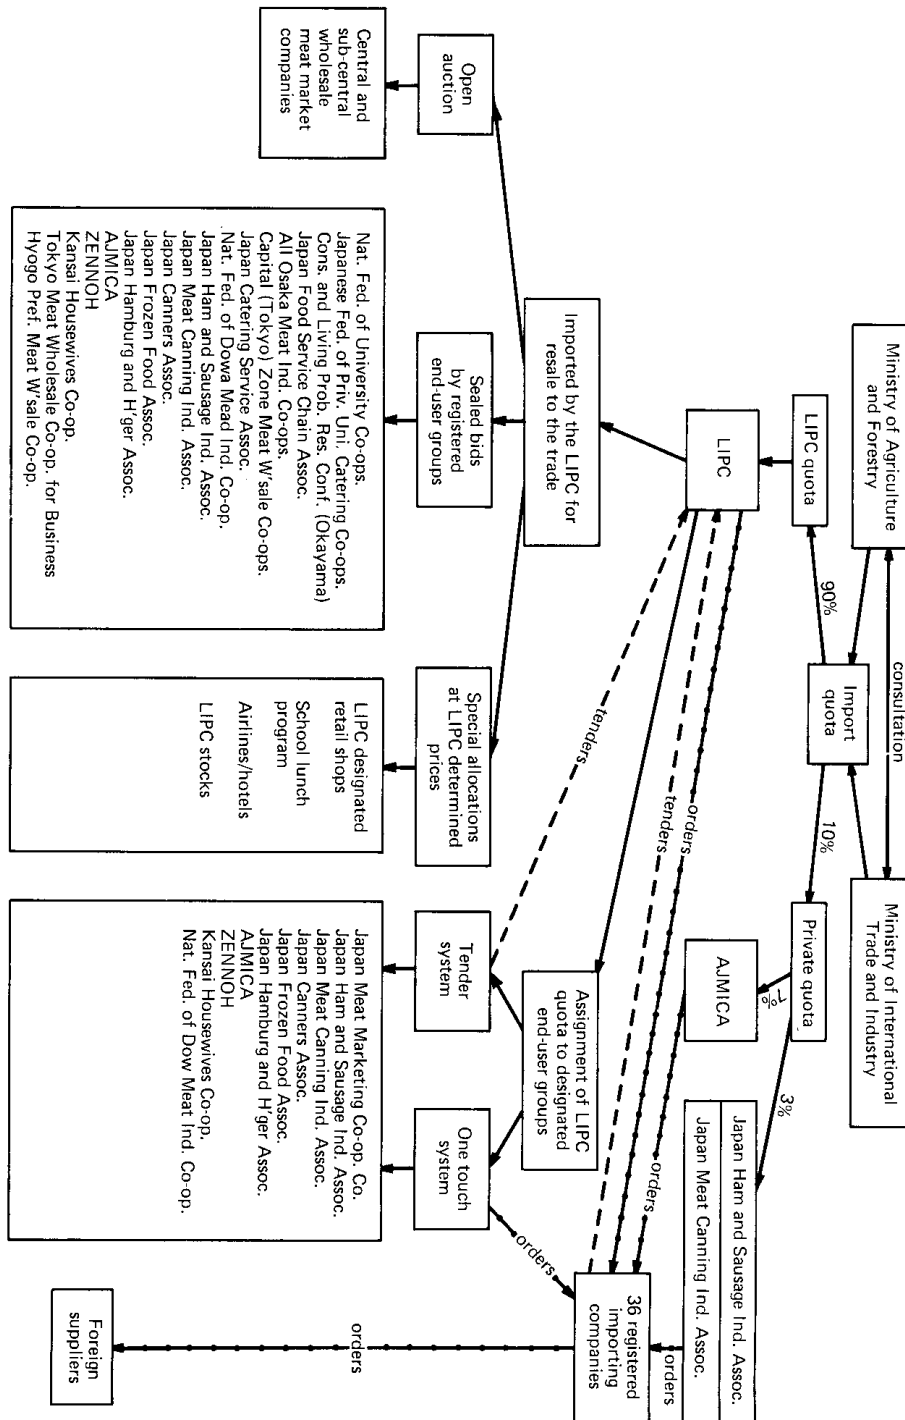 Ministry of Agriculture
and Forestry
consultation
Ministry of International
Trade and Industry
LIPC quota
90%
Import
quota
10%
Private quota
7%
3%
LIPC
AJMICA
Japan Ham and Sausage Ind. Assoc.
Japan Meat Canning Ind. Assoc.
orders
tenders
tenders
orders
orders
Imported by the LIPC for
resale to the trade
Assignment of LIPC
quota to designated
end-user groups
36 registered
importing
companies
Open
auction
Sealed bids
by registered
end-user groups
Special allocations
at LIPC determined
prices
Tender
system
One touch
system
orders
orders
Central and
sub-central
wholesale
meat market
companies
Nat. Fed. of University Co-ops.
Japanese Fed. of Priv. Uni. Catering Co-ops.
Cons. and Living Prob. Res. Conf. (Okayama)
Japan Food Service Chain Assoc.
All Osaka Meat Ind. Co-ops.
Capital (Tokyo) Zone Meat W'sale Co-ops.
Japan Catering Service Assoc.
Nat. Fed. of Dowa Mead Ind. Co-op.
Japan Ham and Sausage Ind. Assoc.
Japan Meat Canning Ind. Assoc.
Japan Canners Assoc.
Japan Frozen Food Assoc.
Japan Hamburg and H'ger Assoc.
AJMICA
ZENNOH
Kansai Housewives Co-op.
Tokyo Meat Wholesale Co-op. for Business
Hyogo Pref. Meat W'sale Co-op.
LIPC designated
retail shops
School lunch
program
Airlines/hotels
LIPC stocks
Japan Meat Marketing Co-op. Co.
Japan Ham and Sausage Ind. Assoc.
Japan Meat Canning Ind. Assoc.
Japan Canners Assoc.
Japan Frozen Food Assoc.
Japan Hamburg and H'ger Assoc.
AJMICA
ZENNOH
Kansai Housewives Co-op.
Nat. Fed. of Dow Meat Ind. Co-op.
Foreign
suppliers